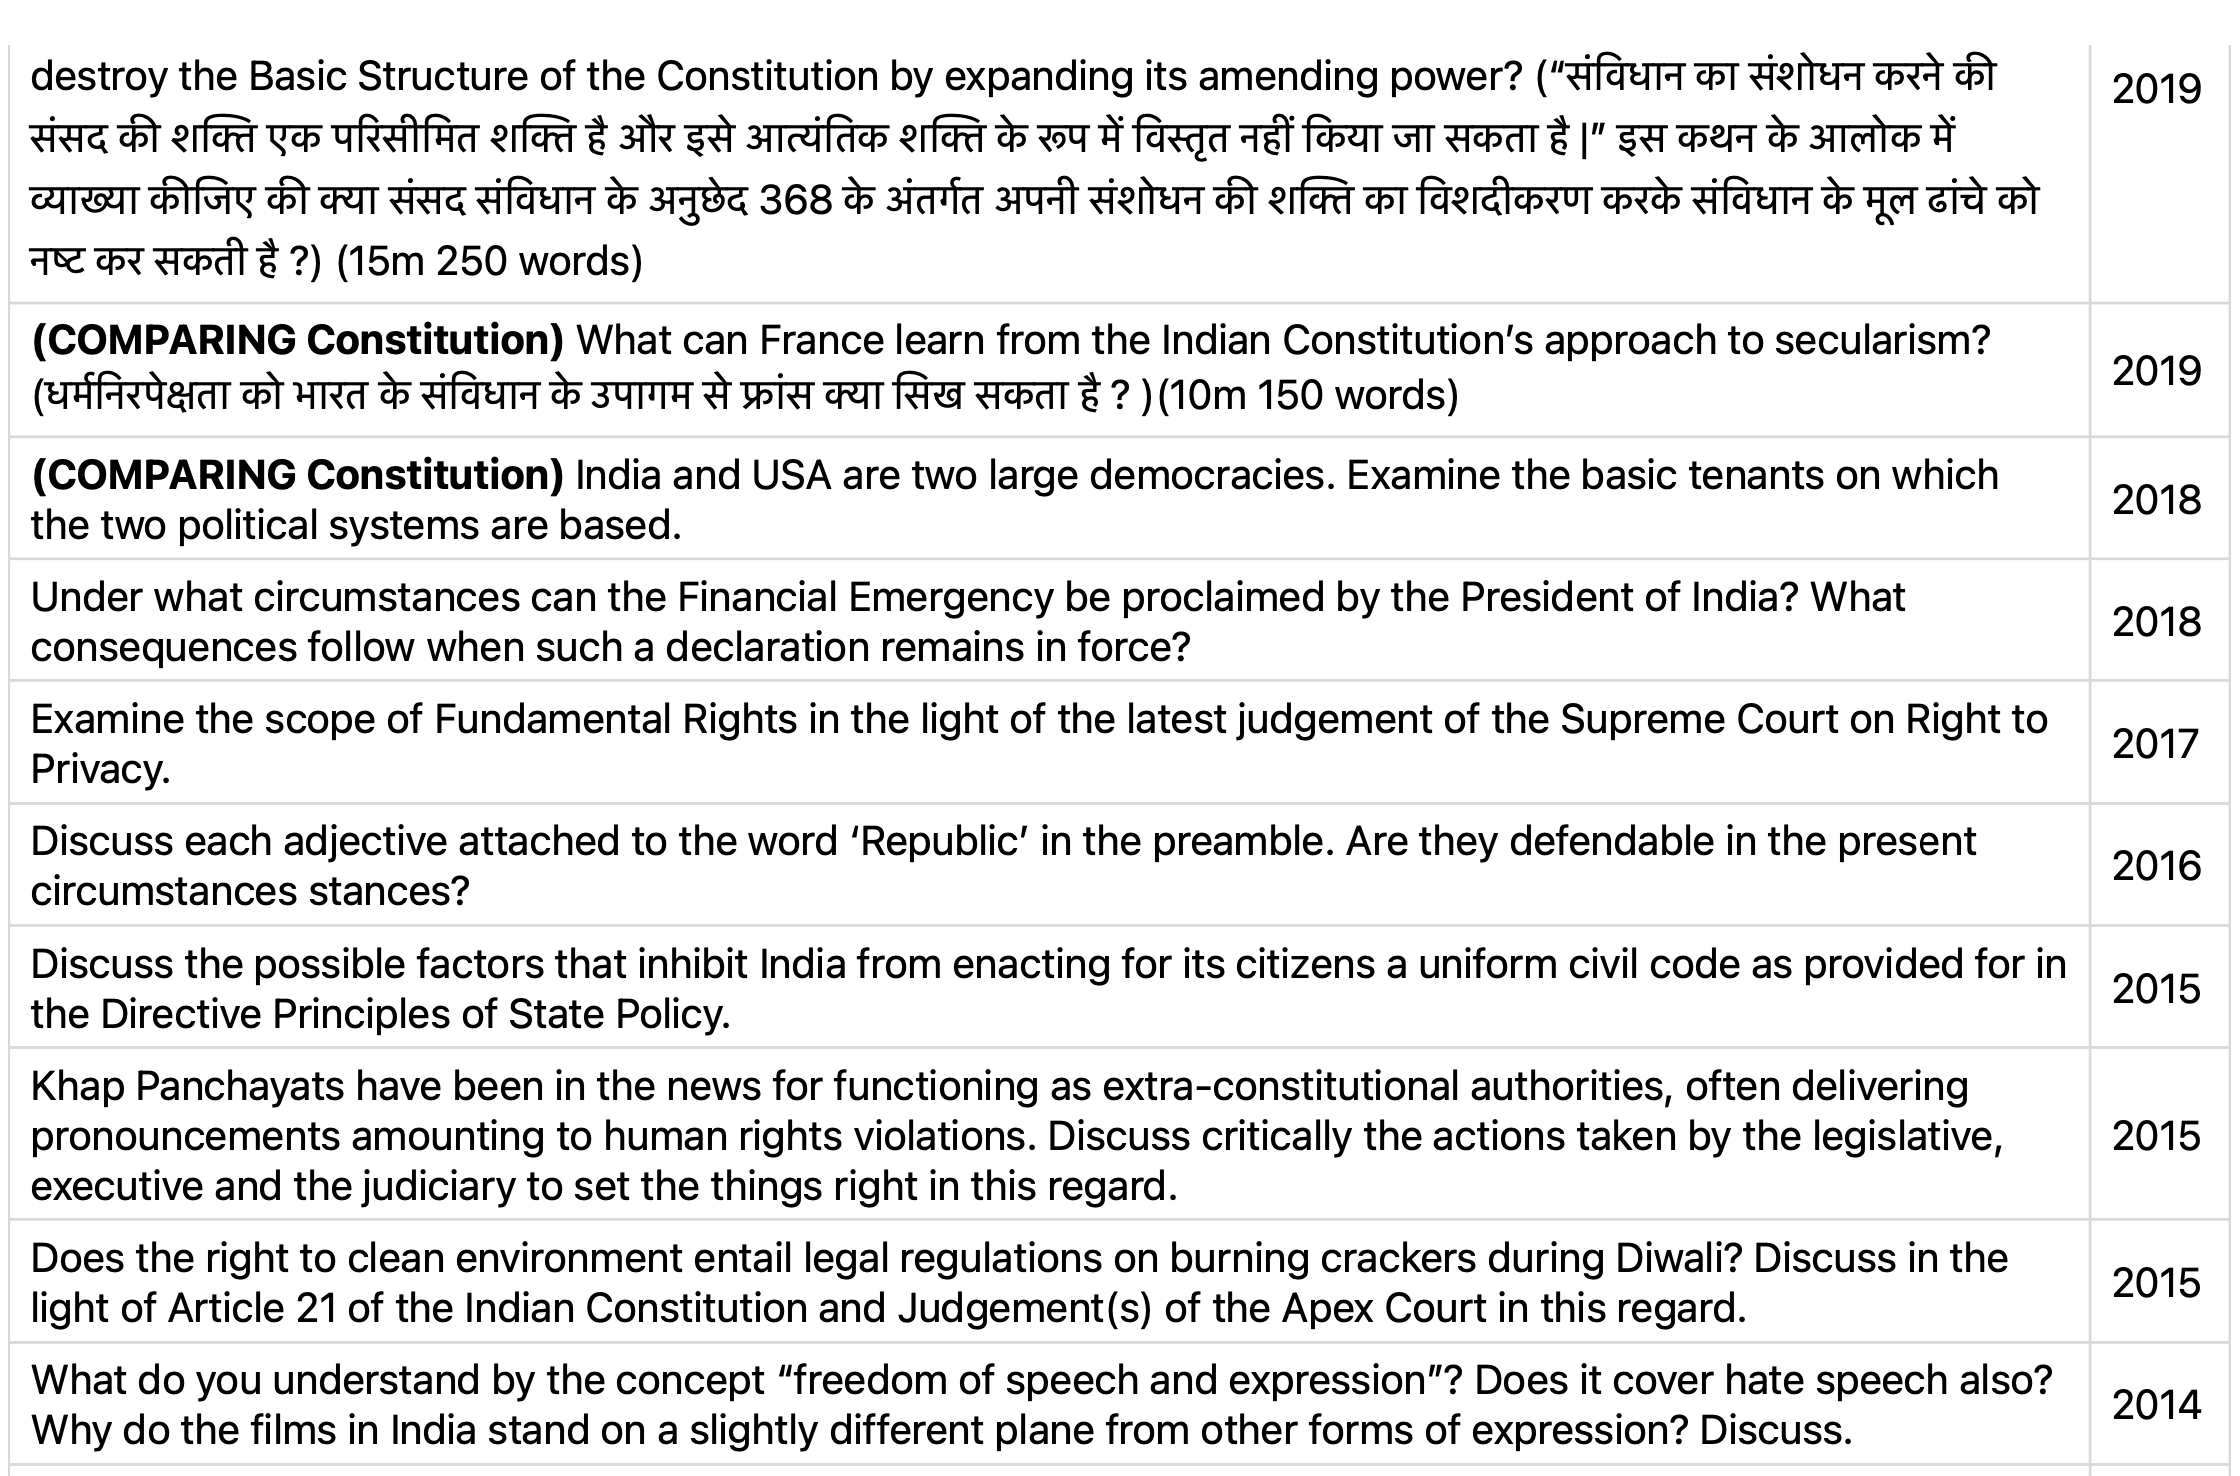 destroy the Basic Structure of the Constitution by expanding its amending power? (“संविधान का संशोधन करने की
संसद की शक्ति एक परिसीमित शक्ति है और इसे आत्यंतिक शक्ति के रूप में विस्तृत नहीं किया जा सकता है |” इस कथन के आलोक में
व्याख्या कीजिए की क्या संसद संविधान के अनुछेद 368 के अंतर्गत अपनी संशोधन की शक्ति का विशदीकरण करके संविधान के मूल ढांचे को
नष्ट कर सकती है ?) (15m 250 words)
2019
(COMPARING Constitution) What can France learn from the Indian Constitution’s approach to secularism?
(धर्मनिरपेक्षता को भारत के संविधान के उपागम से फ्रांस क्या सिख सकता है ? )(10m 150 words)
2019
(COMPARING Constitution) India and USA are two large democracies. Examine the basic tenants on which
the two political systems are based.
2018
Under what circumstances can the Financial Emergency be proclaimed by the President of India? What
consequences follow when such a declaration remains in force?
2018
Examine the scope of Fundamental Rights in the light of the latest judgement of the Supreme Court on Right to
Privacy.
2017
Discuss each adjective attached to the word ‘Republic’ in the preamble. Are they defendable in the present
circumstances stances?
2016
Discuss the possible factors that inhibit India from enacting for its citizens a uniform civil code as provided for in
the Directive Principles of State Policy.
2015
Khap Panchayats have been in the news for functioning as extra-constitutional authorities, often delivering
pronouncements amounting to human rights violations. Discuss critically the actions taken by the legislative,
executive and the judiciary to set the things right in this regard.
2015
Does the right to clean environment entail legal regulations on burning crackers during Diwali? Discuss in the
light of Article 21 of the Indian Constitution and Judgement(s) of the Apex Court in this regard.
2015
What do you understand by the concept “freedom of speech and expression”? Does it cover hate speech also?
Why do the films in India stand on a slightly different plane from other forms of expression? Discuss.
2014